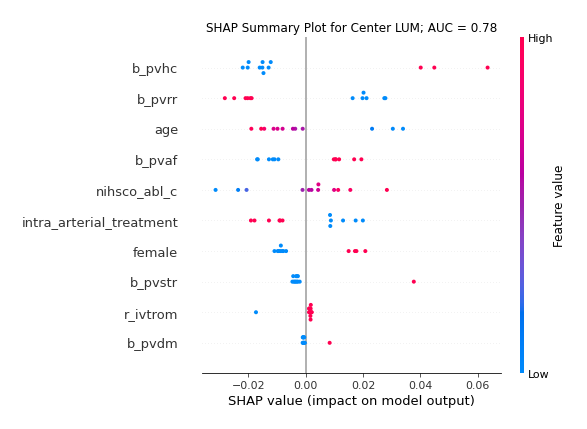 SHAP Summary Plot for Center LUM; AUC = 0.78
High
b_pvhc
b_pvrr
age
b_pvaf
nihsco_abl_c
intra_arterial_treatment
female
b_pvstr
r_ivtrom
b_pvdm
Feature value
Low
−0.02 0.00 0.02 0.04 0.06
SHAP value (impact on model output)